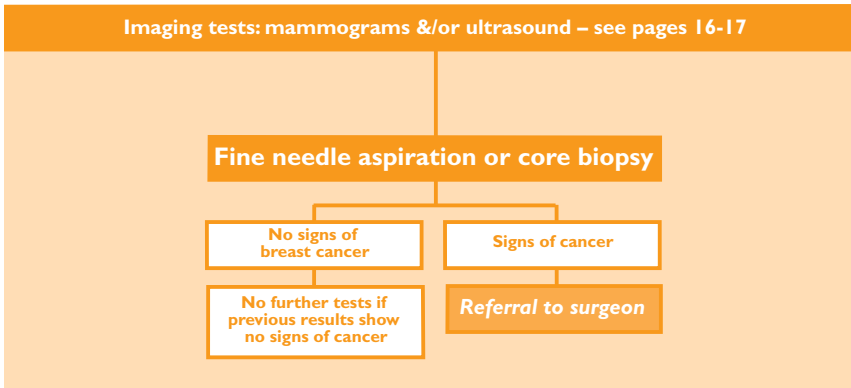 Imaging tests: mammograms &/or ultrasound – see pages 16-17
Fine needle aspiration or core biopsy
No signs of
breast cancer
Signs of cancer
No further tests if
previous results show
no signs of cancer
Referral to surgeon